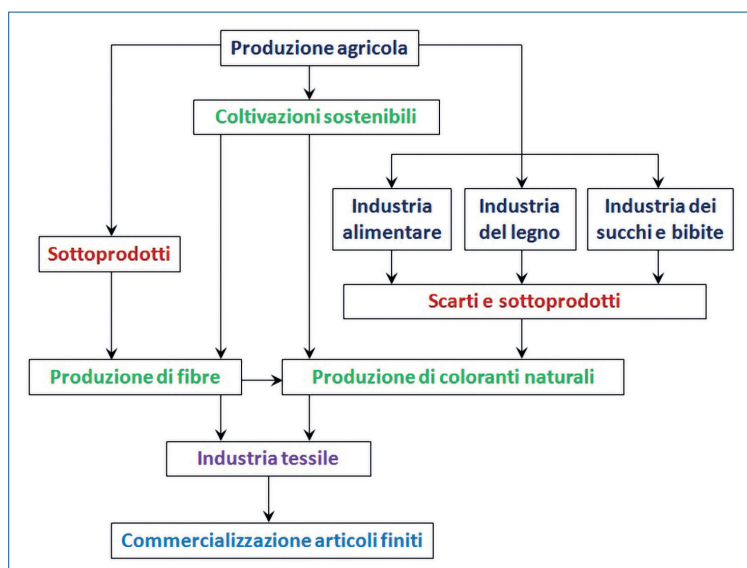 Produzione agricola
Coltivazioni sostenibili
Industria
alimentare
Industria
del legno
Industria dei
succhi e bibite
Sottoprodotti
Scarti e sottoprodotti
Produzione di fibre
Produzione di coloranti naturali
Industria tessile
Commercializzazione articoli finiti